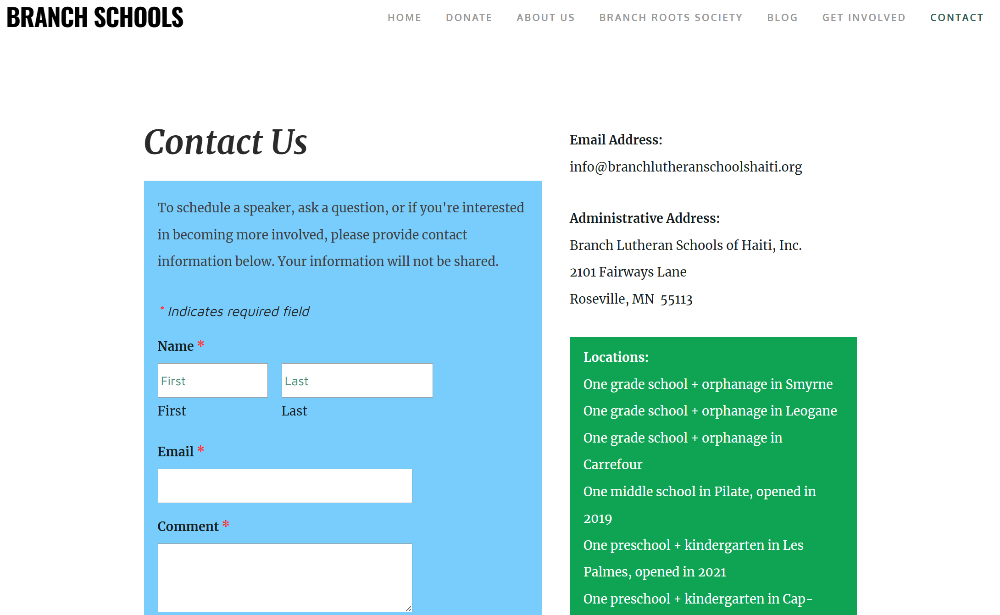 BRANCH SCHOOLS
HOME DONATE ABOUT US BRANCH ROOTS SOCIETY BLOG GET INVOLVED CONTACT
Contact Us
To schedule a speaker, ask a question, or if you're interested
in becoming more involved, please provide contact
information below. Your information will not be shared.
* Indicates required field
Name *
First Last
First Last
Email *
Comment *
Email Address:
info@branchlutheranschoolshaiti.org
Administrative Address:
Branch Lutheran Schools of Haiti, Inc.
2101 Fairways Lane
Roseville, MN  55113
Locations:
One grade school + orphanage in Smyrne
One grade school + orphanage in Leogane
One grade school + orphanage in
Carrefour
One middle school in Pilate, opened in
2019
One preschool + kindergarten in Les
Palmes, opened in 2021
One preschool + kindergarten in Cap-